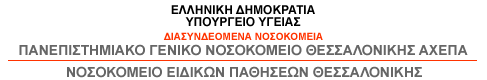 ΕΛΛΗΝΙΚΗ ΔΗΜΟΚΡΑΤΙΑ
ΥΠΟΥΡΓΕΙΟ ΥΓΕΙΑΣ
ΔΙΑΣΥΝΔΕΟΜΕΝΑ ΝΟΣΟΚΟΜΕΙΑ
ΠΑΝΕΠΙΣΤΗΜΙΑΚΟ ΓΕΝΙΚΟ ΝΟΣΟΚΟΜΕΙΟ ΘΕΣΣΑΛΟΝΙΚΗΣ ΑΧΕΠΑ
ΝΟΣΟΚΟΜΕΙΟ ΕΙΔΙΚΩΝ ΠΑΘΗΣΕΩΝ ΘΕΣΣΑΛΟΝΙΚΗΣ